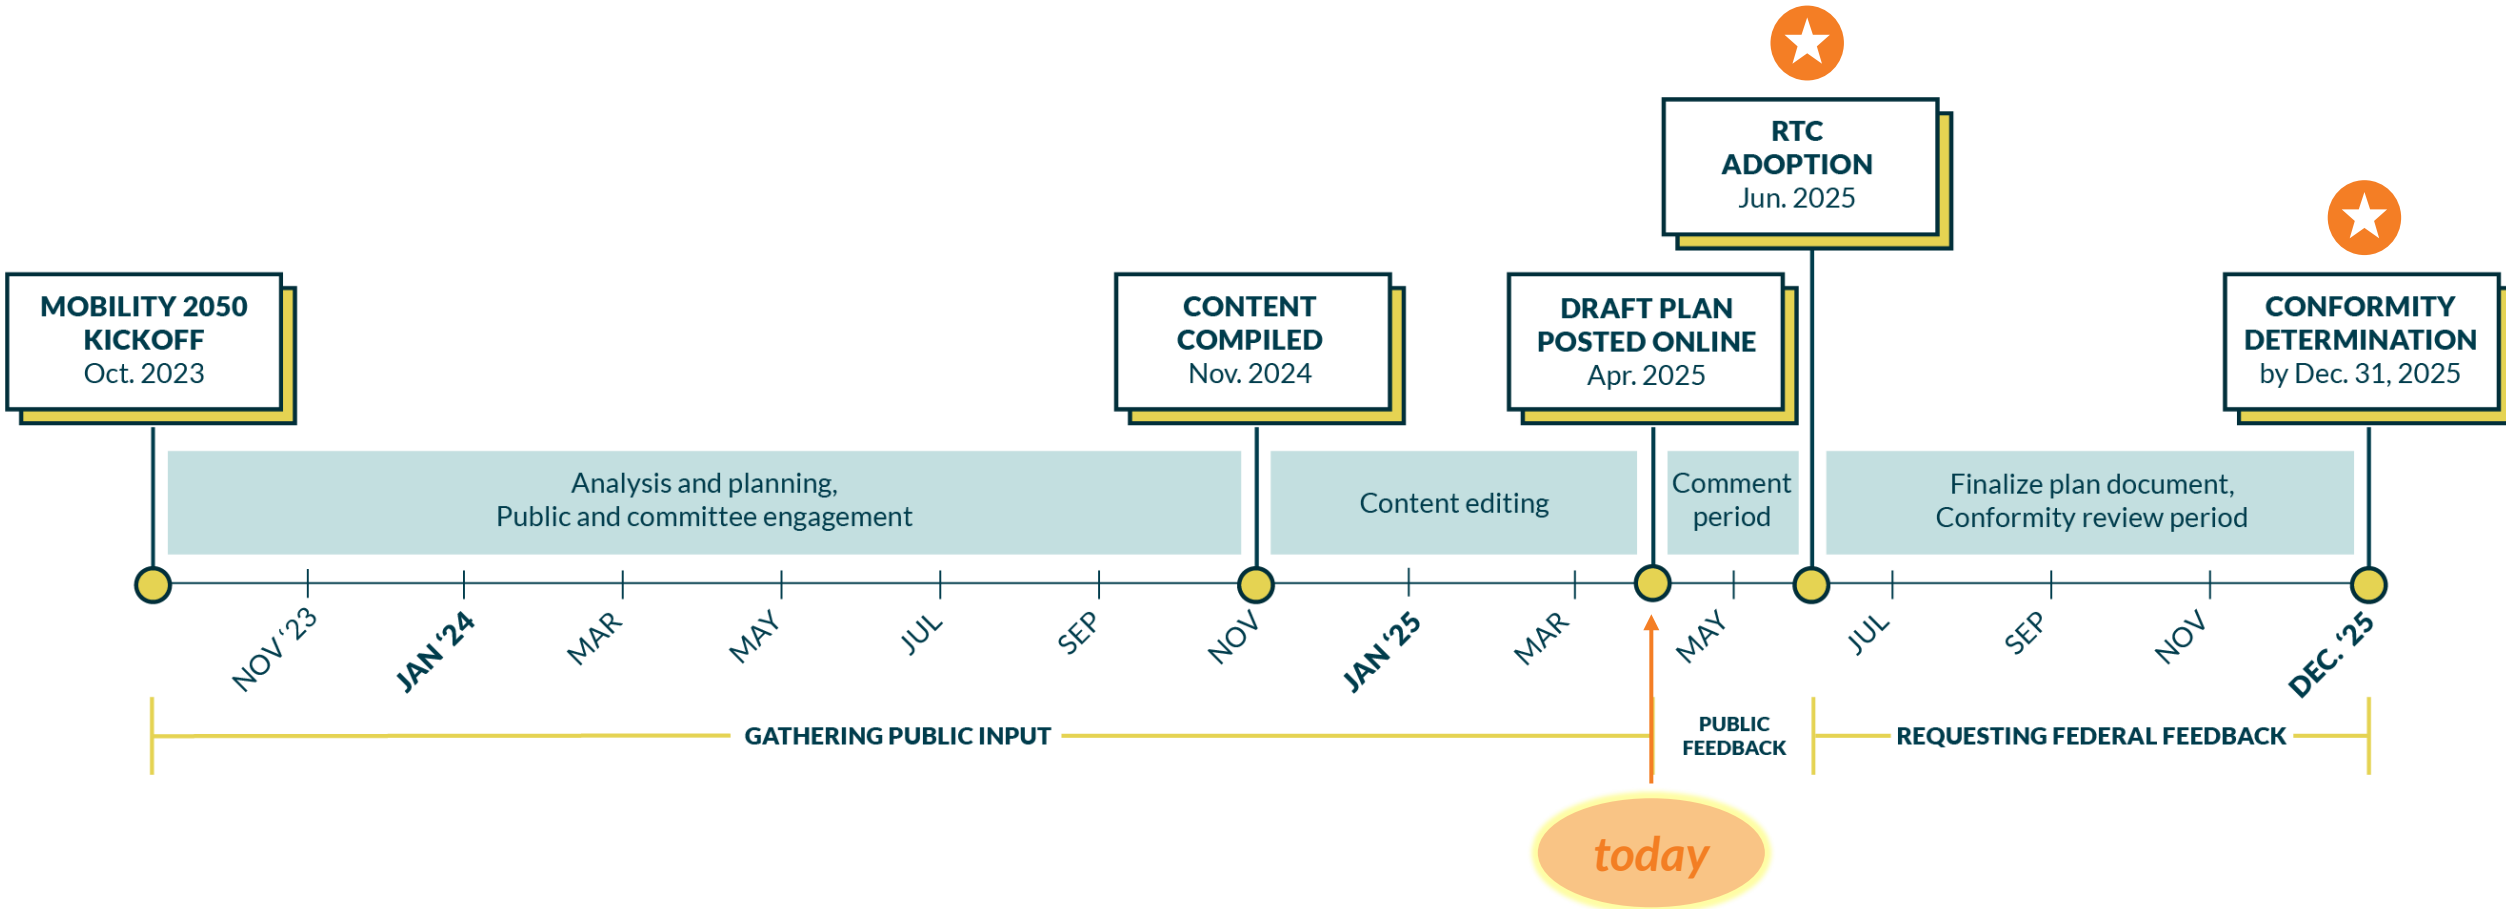 RTC
ADOPTION
Jun. 2025
MOBILITY 2050
KICKOFF
Oct. 2023
CONTENT
COMPILED
Nov. 2024
DRAFT PLAN
POSTED ONLINE
Apr. 2025
CONFORMITY
DETERMINATION
by Dec. 31, 2025
Analysis and planning,
Public and committee engagement
Content editing
Comment
period
Finalize plan document,
Conformity review period
NOV ‘23
JAN ‘24
MAR
MAY
JUL
SEP
NOV
JAN ‘25
MAR
MAY
JUL
SEP
NOV
DEC. ‘25
GATHERING PUBLIC INPUT
PUBLIC
FEEDBACK
REQUESTING FEDERAL FEEDBACK
today